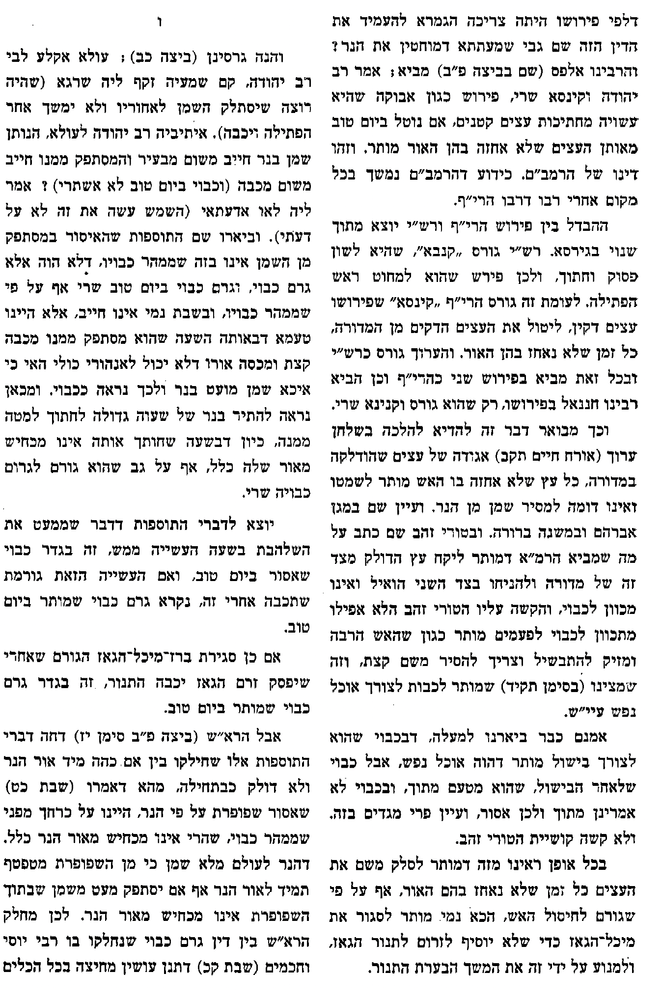 דלפי פירושו היתה צריכה הגמרא להעמיד את
הדין הזה שם גבי שמעתתא דמוחטין את הנר?
והרבינו אלפס (שם בביצה פ"ב) מביא; אמר רב
יהודה וקינסא שרי, פירוש כגון אבוקה שהיא
עשויה מחתיכות עצים קטנים, אם נוטל ביום טוב
מאותן העצים שלא אחזה בהן האור מותר. וזהו
דינו של הרמב"ם. כידוע דהרמב"ם נמשך בכל
מקום אחרי רבו דרבו הרי"ף.
ההבדל בין פירוש הרי"ף ורש"י יוצא מתוך
שנוי בגירסא. רש"י גורס „קנבא", שהיא לשון
פסוק וחתוך, ולכן פירש שהוא למחוט ראש
הפתילה. לעומת זה גורס הרי"ף „קינסא" שפירושו
עצים דקין, ליטול את העצים הדקים מן המדורה,
כל זמן שלא נאחז בהן האור. והערוך גורס כרש"י
ובכל זאת מביא בפירוש שני כהרי"ף וכן הביא
רבינו חננאל בפירושו, רק שהוא גורס וקנינא שרי.
וכך מבואר דבר זה להדיא להלכה בשלחן
ערוך (אורח חיים תקב) אגודה של עצים שהודלקה
במדורה, כל עץ שלא אחזה בו האש מותר לשמטו
ואינו דומה למסיר שמן מן הנר. ועיין שם במגן
אברהם ובמשנה ברורה. ובטורי זהב שם כתב על
מה שמביא הרמ"א דמותר ליקח עץ הדולק מצד
זה של מדורה ולהניחו בצד השני הואיל ואינו
מכוון לכבוי, והקשה עליו הטורי זהב הלא אפילו
מתכוון לכבוי לפעמים מותר כגון שהאש הרבה
ומזיק להתבשיל וצריך להסיר משם קצת, וזה
שמצינו (בסימן תקיד) שמותר לכבות לצורך אוכל
נפש עיי"ש.
אמנם כבר ביארנו למעלה, דבכבוי שהוא
לצורך בישול מותר דהוה אוכל נפש, אבל כבוי
שלאחר הבישול, שהוא מטעם מתוך, ובכבוי לא
אמרינן מתוך ולכן אסור, ועיין פרי מגדים בזה.
ולא קשה קושיית הטורי זהב.
בכל אופן ראינו מזה דמותר לסלק משם את
העצים כל זמן שלא נאחז בהם האור, אף על פי
שגורם לחיסול האש, הכא נמי מותר לסגור את
מיכל־הגאז כדי שלא יוסיף לזרום לתנור הגאז,
ולמנוע על ידי זה את המשך הבערת התנור.
ו
והנה גרסינן (ביצה כב); עולא אקלע לבי
רב יהודה, קם שמעיה זקף ליה שרגא (שהיה
רוצה שיסתלק השמן לאחוריו ולא ימשך אחר
הפתילה ויכבה). איתיביה רב יהודה לעולא, הנותן
שמן בנר חייב משום מבעיר והמסתפק ממנו חייב
משום מכבה (וכבוי ביום טוב לא אשתרי)? אמר
ליה לאו אדעתאי (השמש עשה את זה לא על
דעתי). וביארו שם התוספות שהאיסור במסתפק
מן השמן אינו בזה שממהר כבויו, דלא הוה אלא
גרם כבוי, וגרם כבוי ביום טוב שרי אף על פי
שממהר כבויו, ובשבת נמי אינו חייב, אלא היינו
טעמא דבאותה השעה שהוא מסתפק ממנו מכבה
קצת ומכסה אורו דלא יכול לאנהורי כולי האי כי
איכא שמן מועט בנר ולכך נראה ככבוי. ומכאן
נראה להתיר בנר של שעוה גדולה לחתוך למטה
ממנה, כיון דבשעה שחותך אותה אינו מכחיש
מאור שלה כלל, אף על גב שהוא גורם לגרום
כבויה שרי.
יוצא לדברי התוספות דדבר שממעט את
השלהבת בשעה העשייה ממש, זה בגדר כבוי
שאסור ביום טוב, ואם העשייה הזאת גורמת
שתכבה אחרי זה, נקרא גרם כבוי שמותר ביום
טוב.
אם כן סגירת ברז־מיכל־הגאז הגורם שאחרי
שיפסק זרם הגאז יכבה התנור, זה בגדר גרם
כבוי שמותר ביום טוב.
אבל הרא"ש (ביצה פ"ב סימן יז) דחה דברי
התוספות אלו שחילקו בין אם כהה מיד אור הנר
ולא דולק כבתחילה, מהא דאמרו (שבת כט)
שאסור שפופרת על פי הנר, היינו על כרחך מפני
שממהר כבוי, שהרי אינו מכחיש מאור הנר כלל.
דהנר לעולם מלא שמן כי מן השפופרת מטפטף
תמיד לאור הנר אף אם יסתפק מעט משמן שבתוך
השפופרת אינו מכחיש מאור הנר. לכן מחלק
הרא"ש בין דין גרם כבוי שנחלקו בו רבי יוסי
וחכמים (שבת קכ) דתנן עושין מחיצה בכל הכלים